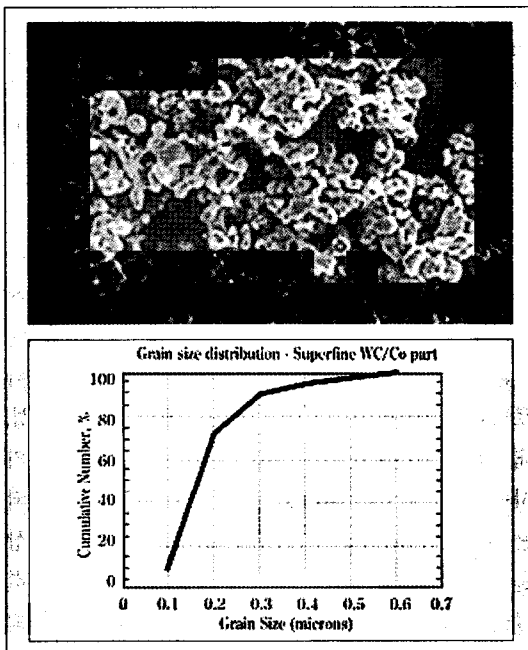 Grain size distribution - Superfine WC/Co part
Cumulative Number, %
100
80
60
40
20
0
0 0.1 0.2 0.3 0.4 0.5 0.6 0.7
Grain Size (microns)